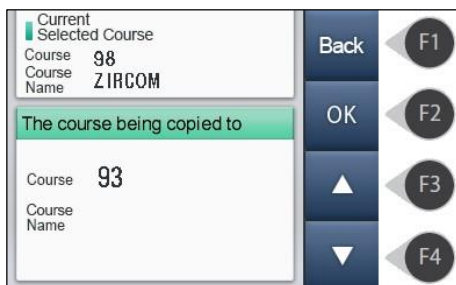 Current
Selected Course
Course 98
Course
Name ZIRCOM
The course being copied to
Course 93
Course
Name
Back F1
OK F2
F3
F4